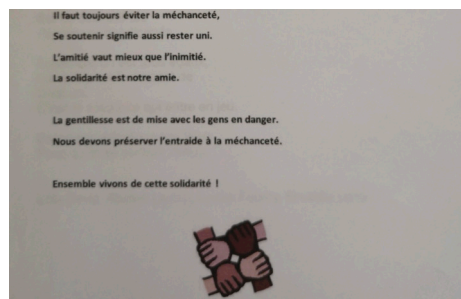 Il faut toujours éviter la méchanceté,
Se soutenir signifie aussi rester uni.
L'amitié vaut mieux que l'inimitié.
La solidarité est notre amie.
La gentillesse est de mise avec les gens en danger.
Nous devons préserver l'entraide à la méchanceté.
Ensemble vivons de cette solidarité !